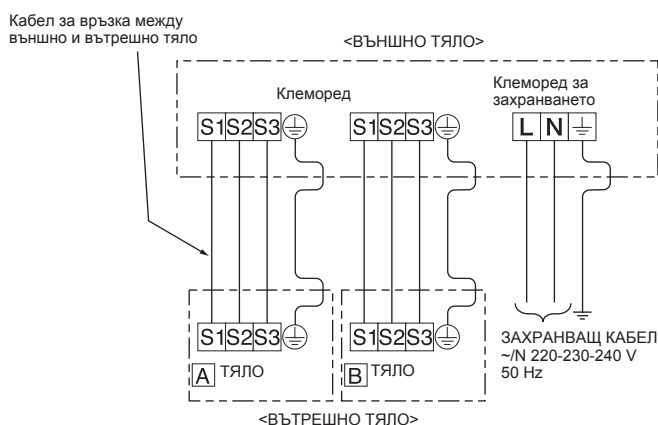 Кабел за връзка между
външно и вътрешно тяло
<ВЪНШНО ТЯЛО>
Клеморед
Клеморед за
захранването
S1 S2 S3
S1 S2 S3
L N
S1 S2 S3
S1 S2 S3
A ТЯЛО
B ТЯЛО
ЗАХРАНВАЩ КАБЕЛ
~/N 220-230-240 V
50 Hz
<ВЪТРЕШНО ТЯЛО>